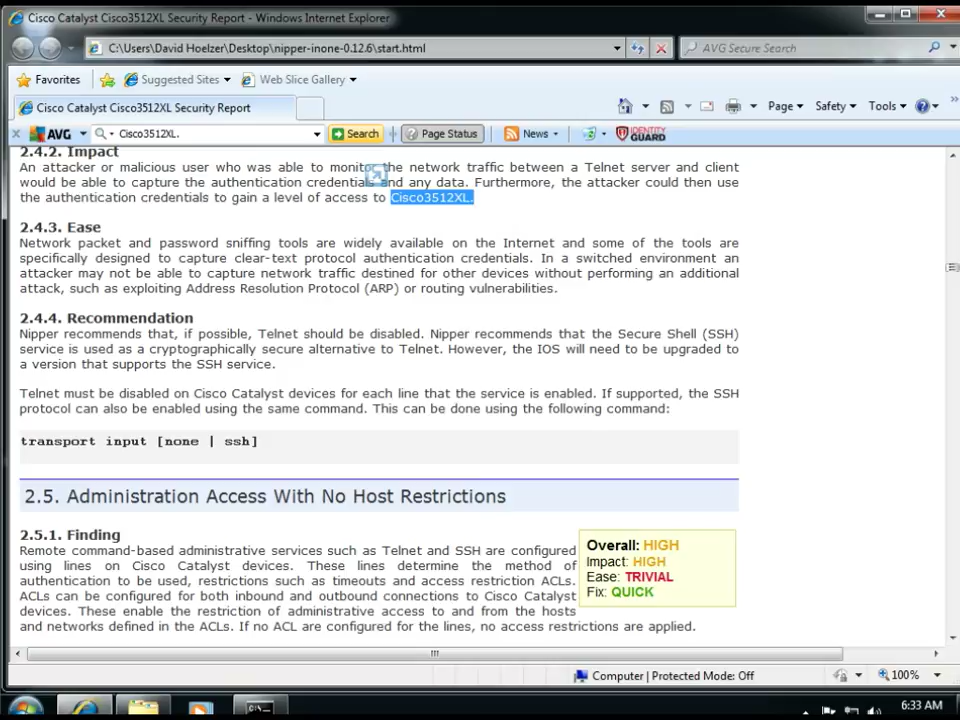 Cisco Catalyst Cisco3512XL Security Report - Windows Internet Explorer
C:\Users\David Hoelzer\Desktop\nipper-inone-0.12.6\start.html
AVG Secure Search
Favorites
Suggested Sites
Web Slice Gallery
Cisco Catalyst Cisco3512XL Security Report
Page
Safety
Tools
AVG
Cisco3512XL.
Search
Page Status
News
IDENTITY GUARD
2.4.2. Impact
An attacker or malicious user who was able to monitor the network traffic between a Telnet server and client
would be able to capture the authentication credentials and any data. Furthermore, the attacker could then use
the authentication credentials to gain a level of access to Cisco3512XL.
2.4.3. Ease
Network packet and password sniffing tools are widely available on the Internet and some of the tools are
specifically designed to capture clear-text protocol authentication credentials. In a switched environment an
attacker may not be able to capture network traffic destined for other devices without performing an additional
attack, such as exploiting Address Resolution Protocol (ARP) or routing vulnerabilities.
2.4.4. Recommendation
Nipper recommends that, if possible, Telnet should be disabled. Nipper recommends that the Secure Shell (SSH)
service is used as a cryptographically secure alternative to Telnet. However, the IOS will need to be upgraded to
a version that supports the SSH service.
Telnet must be disabled on Cisco Catalyst devices for each line that the service is enabled. If supported, the SSH
protocol can also be enabled using the same command. This can be done using the following command:
transport input [none | ssh]
2.5. Administration Access With No Host Restrictions
2.5.1. Finding
Remote command-based administrative services such as Telnet and SSH are configured
using lines on Cisco Catalyst devices. These lines determine the method of
authentication to be used, restrictions such as timeouts and access restriction ACLs.
ACLs can be configured for both inbound and outbound connections to Cisco Catalyst
devices. These enable the restriction of administrative access to and from the hosts
and networks defined in the ACLs. If no ACL are configured for the lines, no access restrictions are applied.
Overall: HIGH
Impact: HIGH
Ease: TRIVIAL
Fix: QUICK
Computer | Protected Mode: Off
100%
6:33 AM